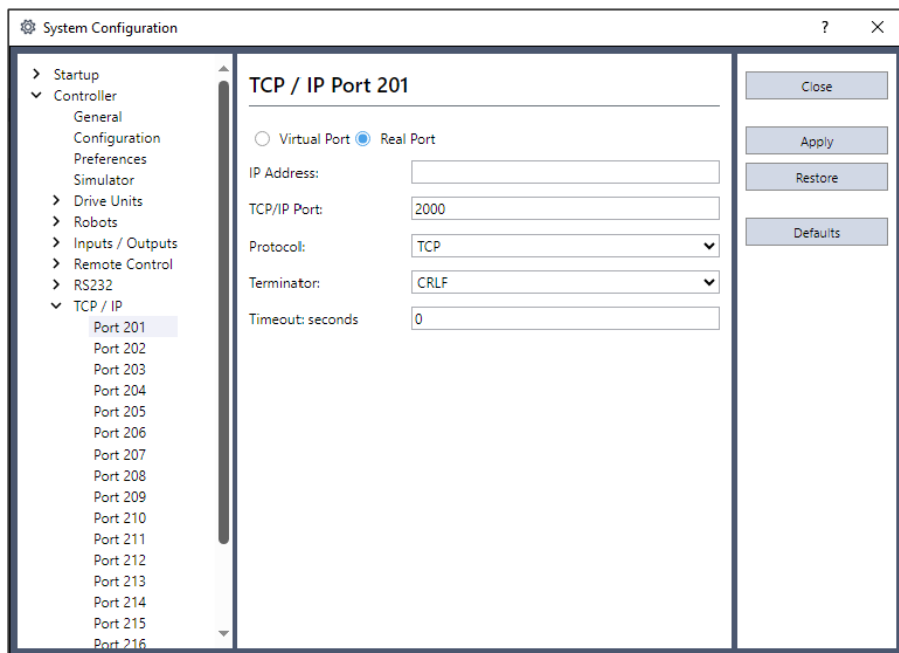 System Configuration
?
Startup
Controller
General
Configuration
Preferences
Simulator
Drive Units
Robots
Inputs / Outputs
Remote Control
RS232
TCP / IP
Port 201
Port 202
Port 203
Port 204
Port 205
Port 206
Port 207
Port 208
Port 209
Port 210
Port 211
Port 212
Port 213
Port 214
Port 215
Port 216
TCP / IP Port 201
Virtual Port Real Port
IP Address:
TCP/IP Port: 2000
Protocol: TCP
Terminator: CRLF
Timeout: seconds 0
Close
Apply
Restore
Defaults